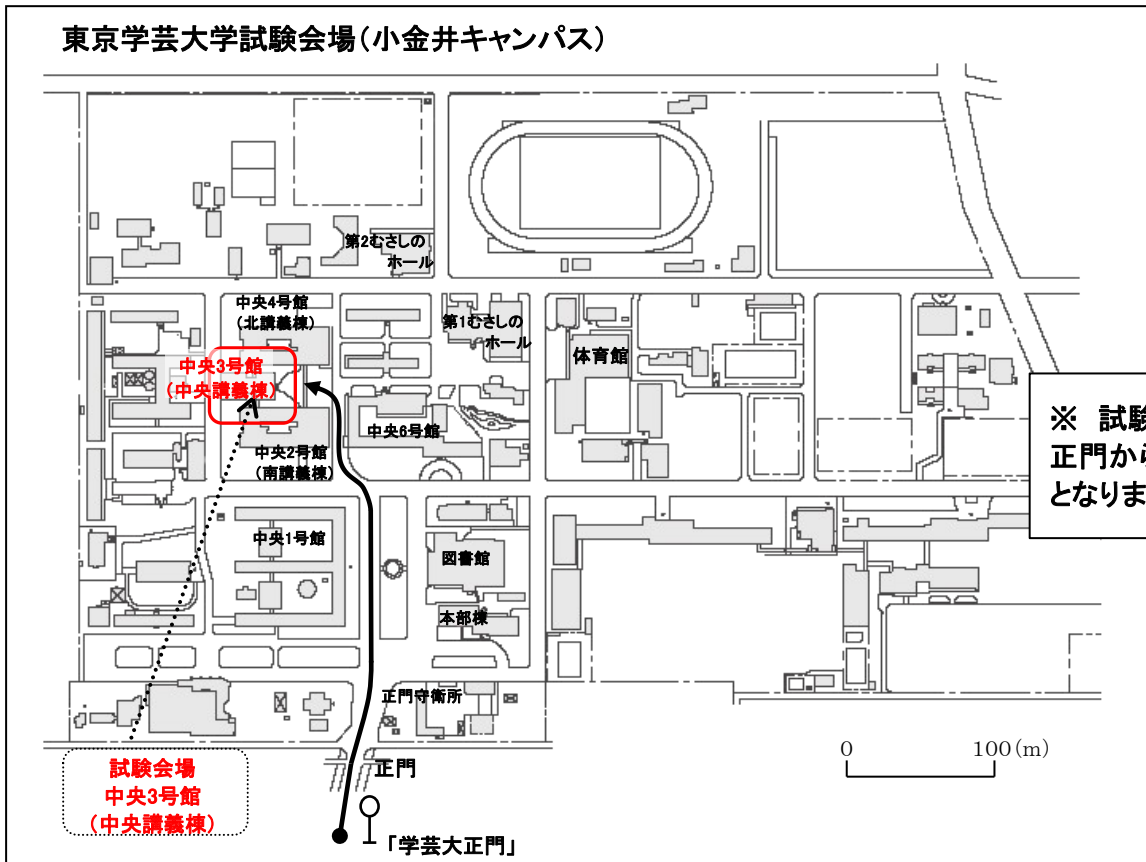 東京学芸大学試験会場(小金井キャンパス)
第2むさしの
ホール
中央4号館
(北講義棟)
第1むさしの
ホール
体育館
中央3号館
(中央講義棟)
中央6号館
中央2号館
(南講義棟)
※ 試験
正門から
となりま
中央1号館
図書館
本部棟
正門守衛所
正門
試験会場
中央3号館
(中央講義棟)
0 100(m)
「学芸大正門」